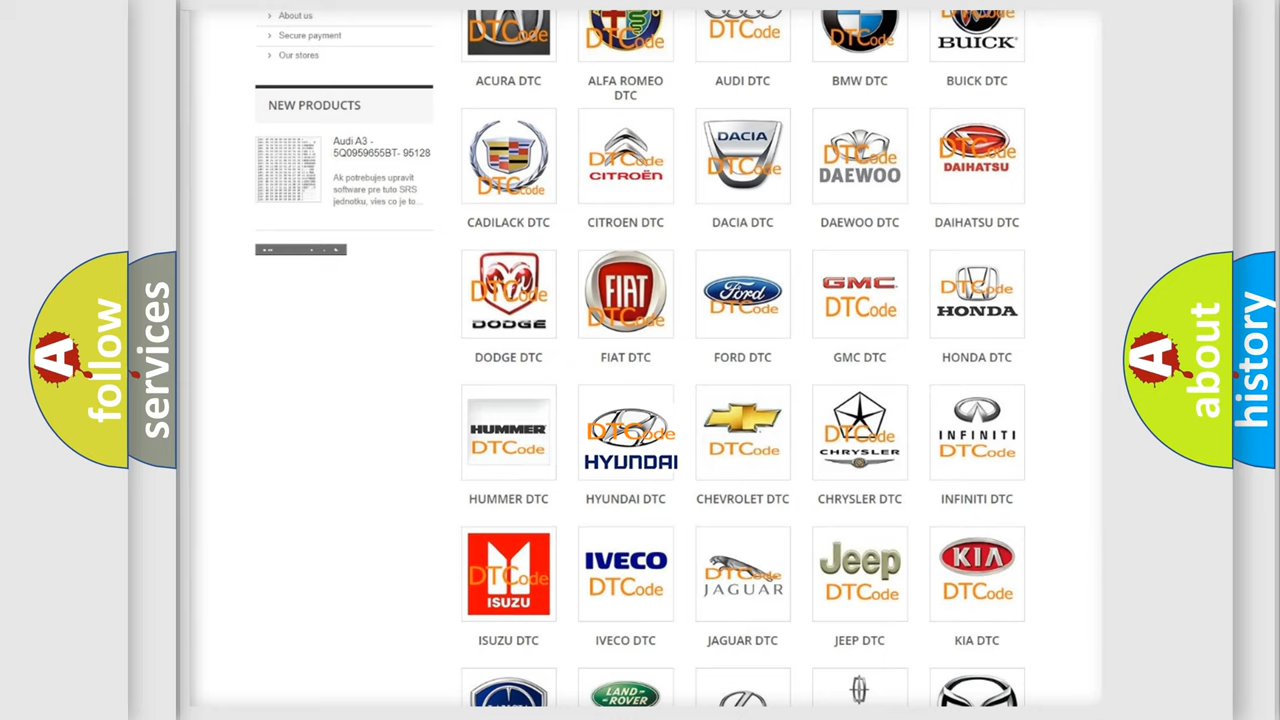 About us
Secure payment
Our stores
NEW PRODUCTS
Audi A3 -
5Q0959655BT- 95128
Ak potrebujes upravit
software pre tuto SRS
jednotku, vies co je to...
DTCode
DTCode
DTCode
DTCode
BUICK
ACURA DTC
ALFA ROMEO
DTC
AUDI DTC
BMW DTC
BUICK DTC
DTCode
DTCode
CITROËN
DACIA
DTCode
DTCode
DAEWOO
DTCode
DAIHATSU
CADILACK DTC
CITROEN DTC
DACIA DTC
DAEWOO DTC
DAIHATSU DTC
DTCode
DODGE
FIAT
DTCode
Ford
DTCode
GMC
DTCode
DTCode
HONDA
DODGE DTC
FIAT DTC
FORD DTC
GMC DTC
HONDA DTC
HUMMER
DTCode
DTCode
HYUNDAI
DTCode
DTCode
CHRYSLER
INFINITI
DTCode
HUMMER DTC
HYUNDAI DTC
CHEVROLET DTC
CHRYSLER DTC
INFINITI DTC
DTCode
ISUZU
IVECO
DTCode
DTCode
JAGUAR
Jeep
DTCode
KIA
DTCode
ISUZU DTC
IVECO DTC
JAGUAR DTC
JEEP DTC
KIA DTC
LAND-
ROVER
A
follow
services
A
about
history